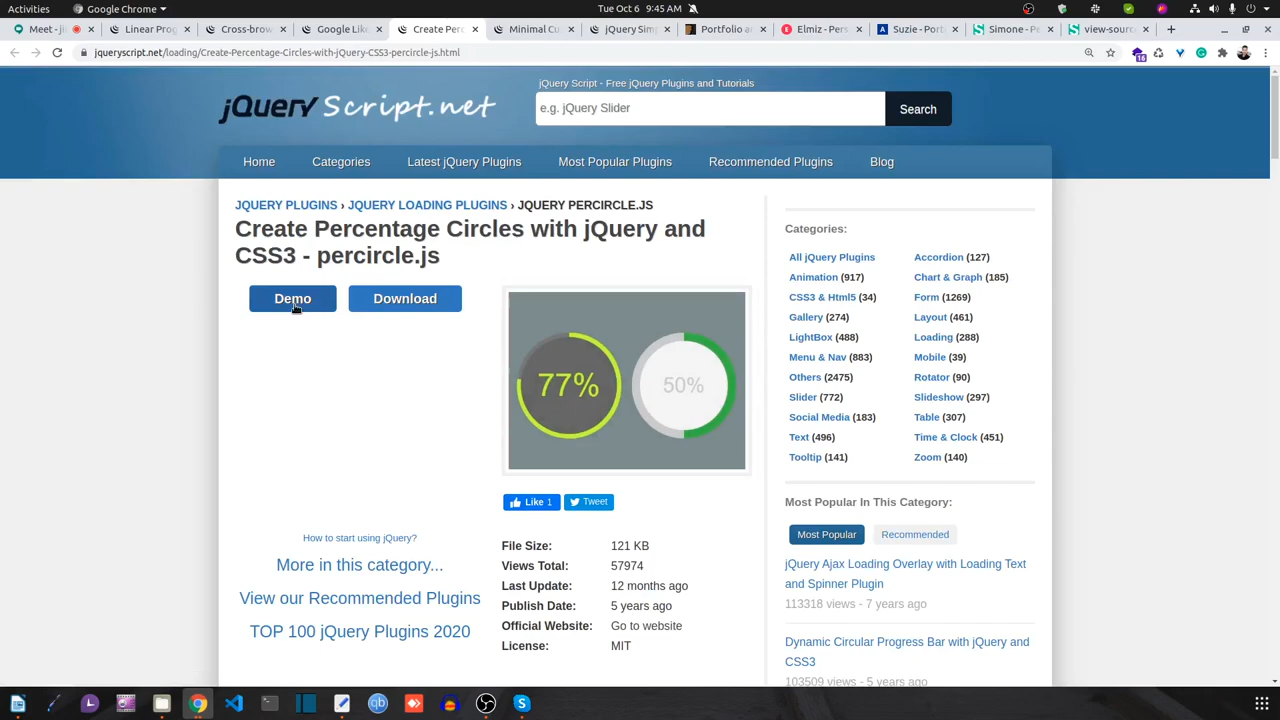 Activities
Google Chrome
Tue Oct 6 9:45 AM
Meet - ji
Linear Prog
Cross-brow
Google Lik
Create Perc
Minimal Cu
jQuery Simp
Portfolio an
Elmiz - Pers
Suzie - Port
Simone - Pe
view-sourc
jqueryscript.net/loading/Create-Percentage-Circles-with-jQuery-CSS3-percircle-js.html
16
jQuery Script.net
jQuery Script - Free jQuery Plugins and Tutorials
e.g. jQuery Slider
Search
Home
Categories
Latest jQuery Plugins
Most Popular Plugins
Recommended Plugins
Blog
JQUERY PLUGINS › JQUERY LOADING PLUGINS › JQUERY PERCIRCLE.JS
Create Percentage Circles with jQuery and
CSS3 - percircle.js
Demo
Download
77%
50%
Like 1
Tweet
How to start using jQuery?
More in this category...
View our Recommended Plugins
TOP 100 jQuery Plugins 2020
File Size: 121 KB
Views Total: 57974
Last Update: 12 months ago
Publish Date: 5 years ago
Official Website: Go to website
License: MIT
Categories:
All jQuery Plugins
Accordion (127)
Animation (917)
Chart & Graph (185)
CSS3 & Html5 (34)
Form (1269)
Gallery (274)
Layout (461)
LightBox (488)
Loading (288)
Menu & Nav (883)
Mobile (39)
Others (2475)
Rotator (90)
Slider (772)
Slideshow (297)
Social Media (183)
Table (307)
Text (496)
Time & Clock (451)
Tooltip (141)
Zoom (140)
Most Popular In This Category:
Most Popular
Recommended
jQuery Ajax Loading Overlay with Loading Text
and Spinner Plugin
113318 views - 7 years ago
Dynamic Circular Progress Bar with jQuery and
CSS3
103509 views - 5 years ago